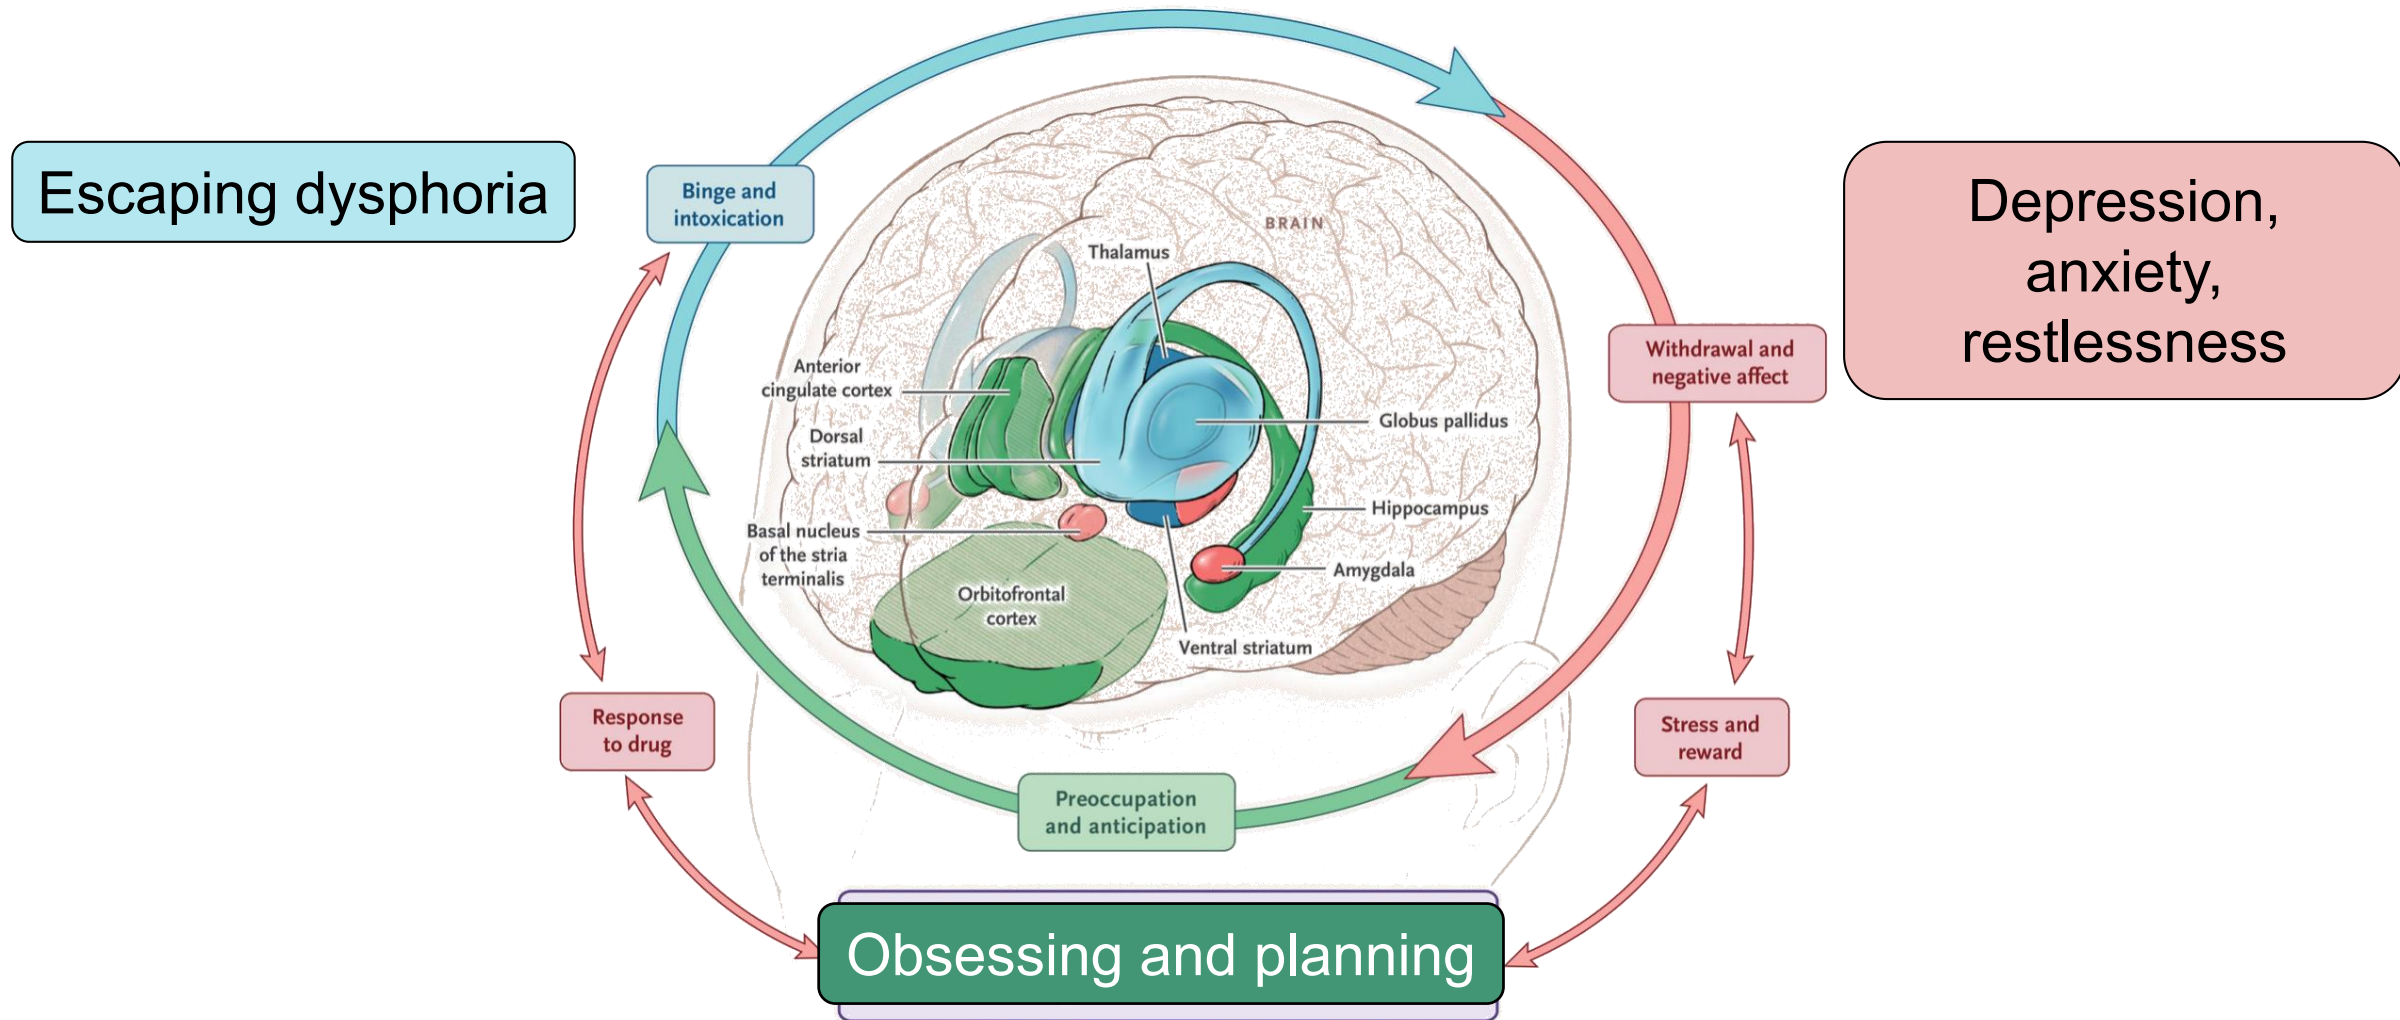 Escaping dysphoria
Binge and
intoxication
BRAIN
Thalamus
Depression,
anxiety,
restlessness
Withdrawal and
negative affect
Anterior
cingulate cortex
Globus pallidus
Dorsal
striatum
Hippocampus
Basal nucleus
of the stria
terminalis
Amygdala
Orbitofrontal
cortex
Ventral striatum
Response
to drug
Stress and
reward
Preoccupation
and anticipation
Obsessing and planning